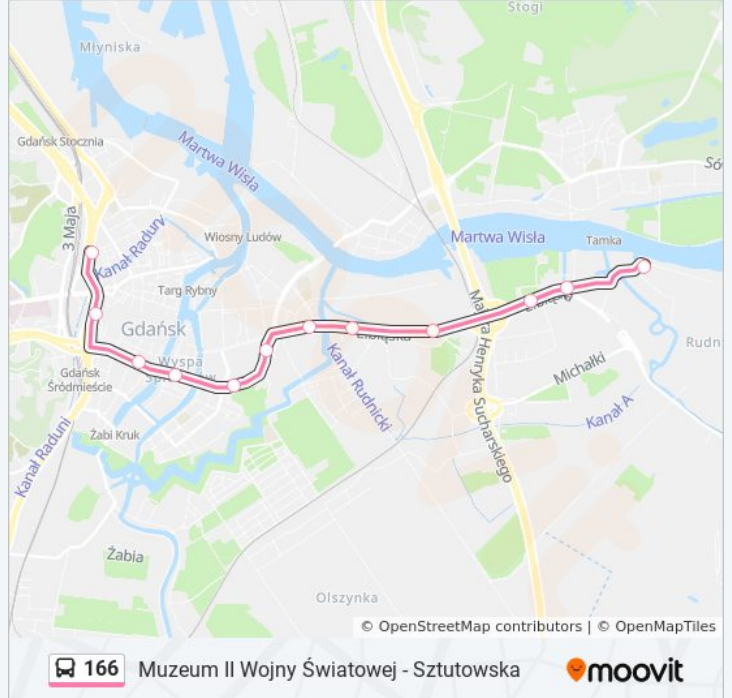 Stogi
Młyniska
Gdańsk Stocznia
Martwa Wisła
Só
3 Maja
Kanał Raduny
Wiosny Ludów
Martwa Wisła
Tamka
Targ Rybny
Gdańsk
Henryka Sucharskiego
Rudn
Wyspa
Michałki
Gdańsk
Śródmieście
Kanał Rudnicki
Kanał A
Żabi Kruk
Kanał Raduni
Żabia
Olszynka
© OpenStreetMap contributors | © OpenMapTiles
166 Muzeum II Wojny Światowej - Sztutowska moovit